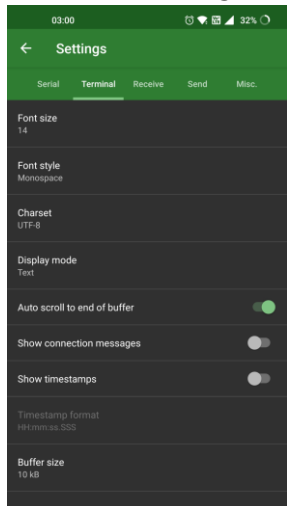 03:00
32%
Settings
Serial Terminal Receive Send Misc.
Font size
14
Font style
Monospace
Charset
UTF-8
Display mode
Text
Auto scroll to end of buffer
Show connection messages
Show timestamps
Timestamp format
HH:mm:ss.SSS
Buffer size
10 kB